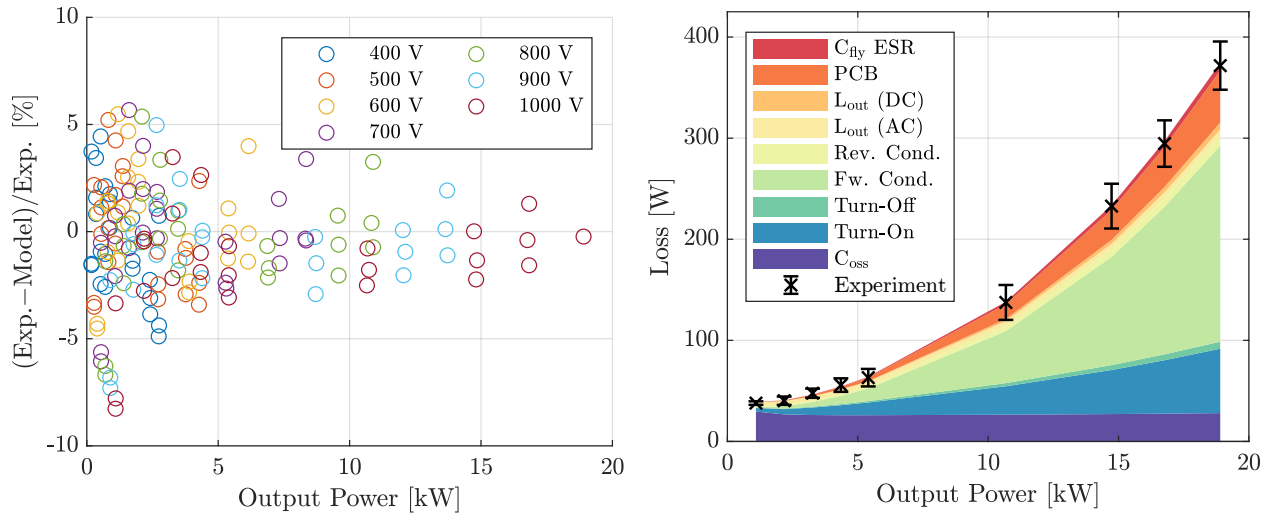 (Exp.−Model)/Exp. [%]
10
5
0
-5
-10
400 V
500 V
600 V
700 V
800 V
900 V
1000 V
0
5
10
15
20
Output Power [kW]
Loss [W]
400
300
200
100
0
C_fly ESR
PCB
L_out (DC)
L_out (AC)
Rev. Cond.
Fw. Cond.
Turn-Off
Turn-On
C_oss
Experiment
0
5
10
15
20
Output Power [kW]